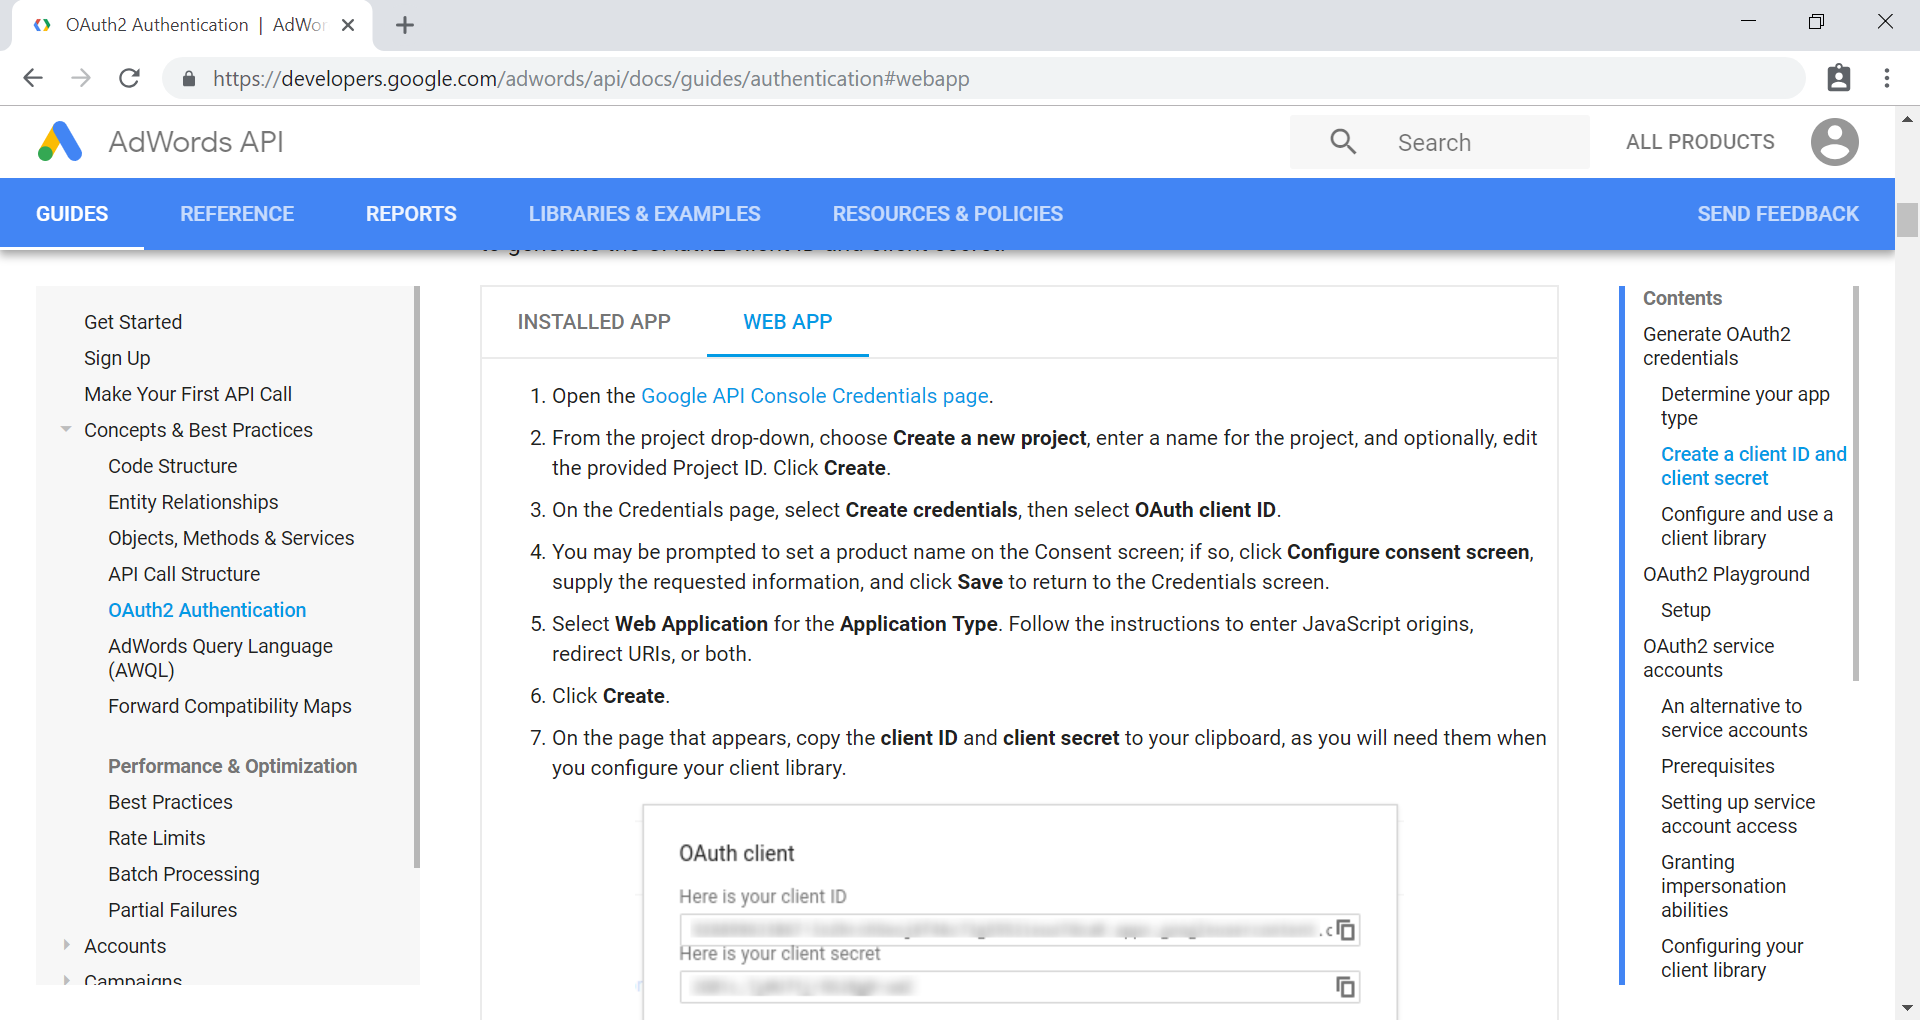 OAuth2 Authentication | AdWor
https://developers.google.com/adwords/api/docs/guides/authentication#webapp
AdWords API
Search
ALL PRODUCTS
GUIDES
REFERENCE
REPORTS
LIBRARIES & EXAMPLES
RESOURCES & POLICIES
SEND FEEDBACK
to generate the OAuth2 client ID and client secret.
Get Started
Sign Up
Make Your First API Call
Concepts & Best Practices
Code Structure
Entity Relationships
Objects, Methods & Services
API Call Structure
OAuth2 Authentication
AdWords Query Language
(AWQL)
Forward Compatibility Maps
Performance & Optimization
Best Practices
Rate Limits
Batch Processing
Partial Failures
Accounts
Campaigns
INSTALLED APP
WEB APP
1. Open the Google API Console Credentials page.
2. From the project drop-down, choose Create a new project, enter a name for the project, and optionally, edit
the provided Project ID. Click Create.
3. On the Credentials page, select Create credentials, then select OAuth client ID.
4. You may be prompted to set a product name on the Consent screen; if so, click Configure consent screen,
supply the requested information, and click Save to return to the Credentials screen.
5. Select Web Application for the Application Type. Follow the instructions to enter JavaScript origins,
redirect URIs, or both.
6. Click Create.
7. On the page that appears, copy the client ID and client secret to your clipboard, as you will need them when
you configure your client library.
OAuth client
Here is your client ID
.c
Here is your client secret
Contents
Generate OAuth2
credentials
Determine your app
type
Create a client ID and
client secret
Configure and use a
client library
OAuth2 Playground
Setup
OAuth2 service
accounts
An alternative to
service accounts
Prerequisites
Setting up service
account access
Granting
impersonation
abilities
Configuring your
client library